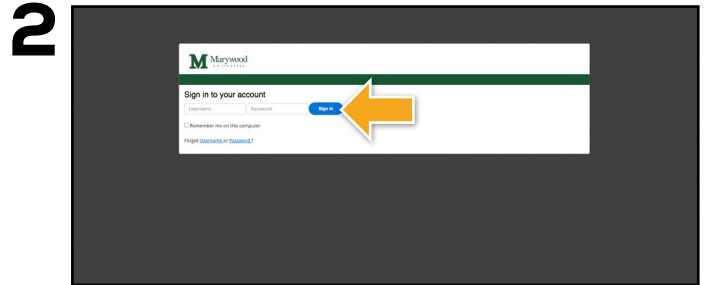 2
M Marywood
UNIVERSITY
Sign in to your account
Username Password Sign In
Remember me on this computer
Forgot Username or Password?